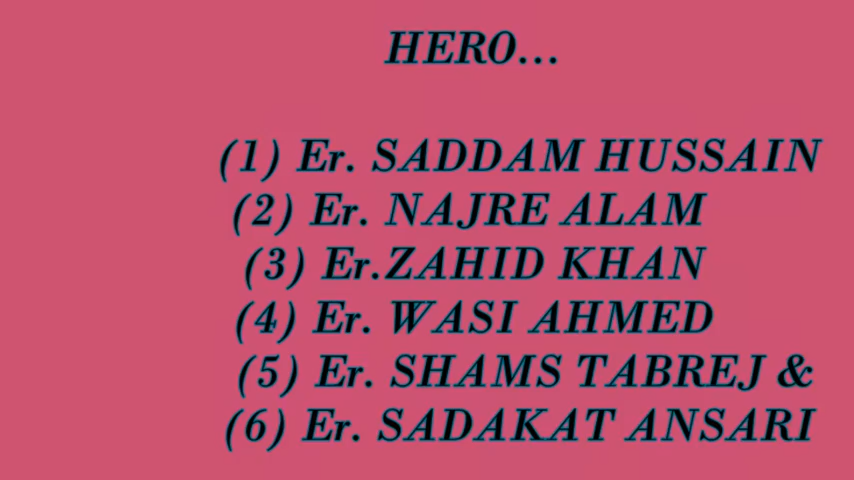 HERO...
(1) Er. SADDAM HUSSAIN
(2) Er. NAJRE ALAM
(3) Er.ZAHID KHAN
(4) Er. WASI AHMED
(5) Er. SHAMS TABREJ &
(6) Er. SADAKAT ANSARI